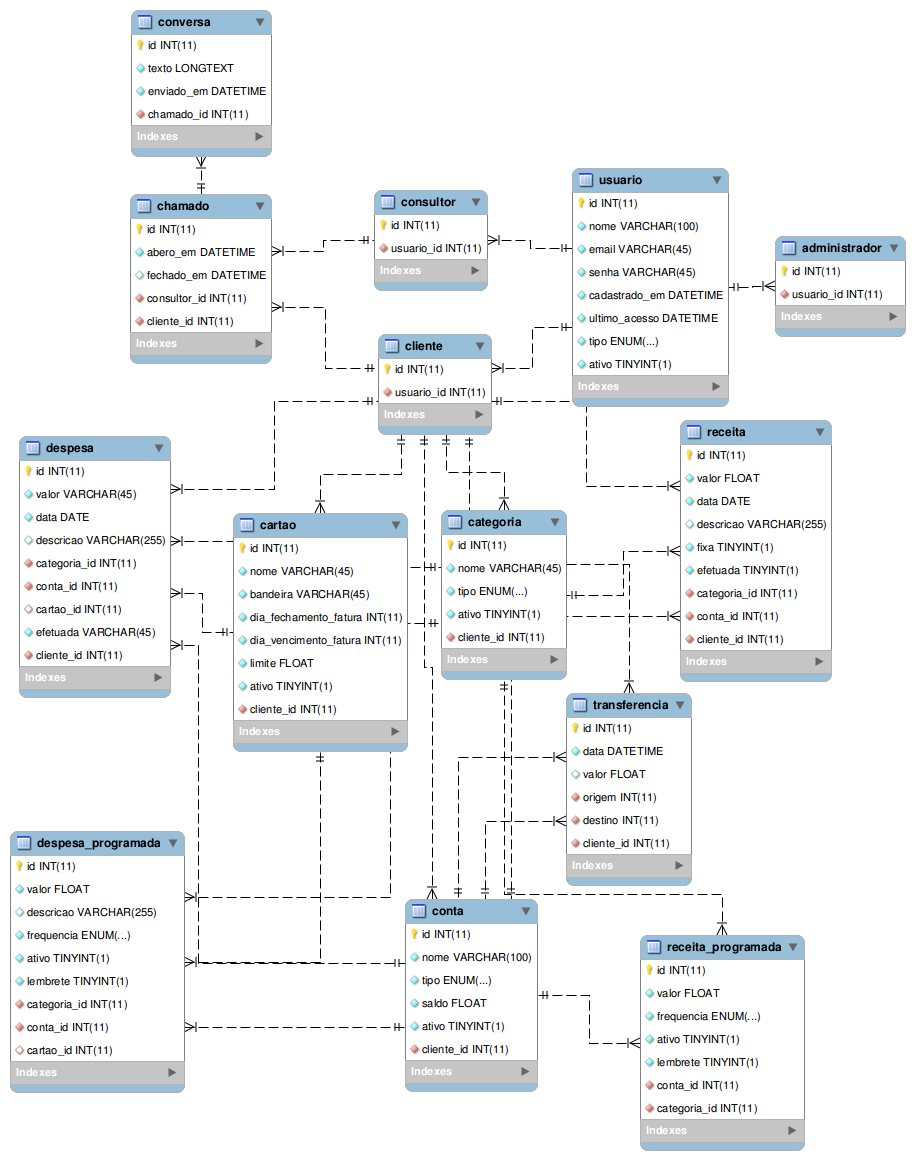 conversa
id INT(11)
texto LONGTEXT
enviado_em DATETIME
chamado_id INT(11)
Indexes
chamado
id INT(11)
abero_em DATETIME
fechado_em DATETIME
consultor_id INT(11)
cliente_id INT(11)
Indexes
consultor
id INT(11)
usuario_id INT(11)
Indexes
usuario
id INT(11)
nome VARCHAR(100)
email VARCHAR(45)
senha VARCHAR(45)
cadastrado_em DATETIME
ultimo_acesso DATETIME
tipo ENUM(...)
ativo TINYINT(1)
Indexes
administrador
id INT(11)
usuario_id INT(11)
Indexes
cliente
id INT(11)
usuario_id INT(11)
Indexes
despesa
id INT(11)
valor VARCHAR(45)
data DATE
descricao VARCHAR(255)
categoria_id INT(11)
conta_id INT(11)
cartao_id INT(11)
efetuada VARCHAR(45)
cliente_id INT(11)
Indexes
cartao
id INT(11)
nome VARCHAR(45)
bandeira VARCHAR(45)
dia_fechamento_fatura INT(11)
dia_vencimento_fatura INT(11)
limite FLOAT
ativo TINYINT(1)
cliente_id INT(11)
Indexes
categoria
id INT(11)
nome VARCHAR(45)
tipo ENUM(...)
ativo TINYINT(1)
cliente_id INT(11)
Indexes
receita
id INT(11)
valor FLOAT
data DATE
descricao VARCHAR(255)
fixa TINYINT(1)
efetuada TINYINT(1)
categoria_id INT(11)
conta_id INT(11)
cliente_id INT(11)
Indexes
transferencia
id INT(11)
data DATETIME
valor FLOAT
origem INT(11)
destino INT(11)
cliente_id INT(11)
Indexes
despesa_programada
id INT(11)
valor FLOAT
descricao VARCHAR(255)
frequencia ENUM(...)
ativo TINYINT(1)
lembrete TINYINT(1)
categoria_id INT(11)
conta_id INT(11)
cartao_id INT(11)
Indexes
conta
id INT(11)
nome VARCHAR(100)
tipo ENUM(...)
saldo FLOAT
ativo TINYINT(1)
cliente_id INT(11)
Indexes
receita_programada
id INT(11)
valor FLOAT
frequencia ENUM(...)
ativo TINYINT(1)
lembrete TINYINT(1)
conta_id INT(11)
categoria_id INT(11)
Indexes